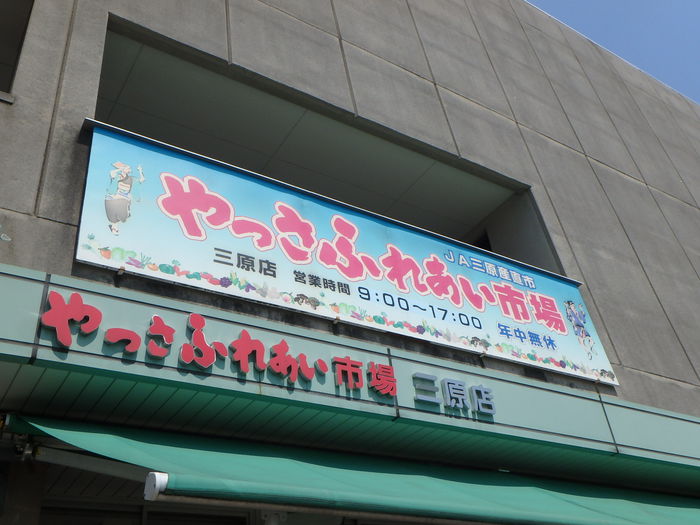 JA三原産直市
やっさふれあい市場
三原店 営業時間 9:00～17:00 年中無休
やっさふれあい市場 三原店